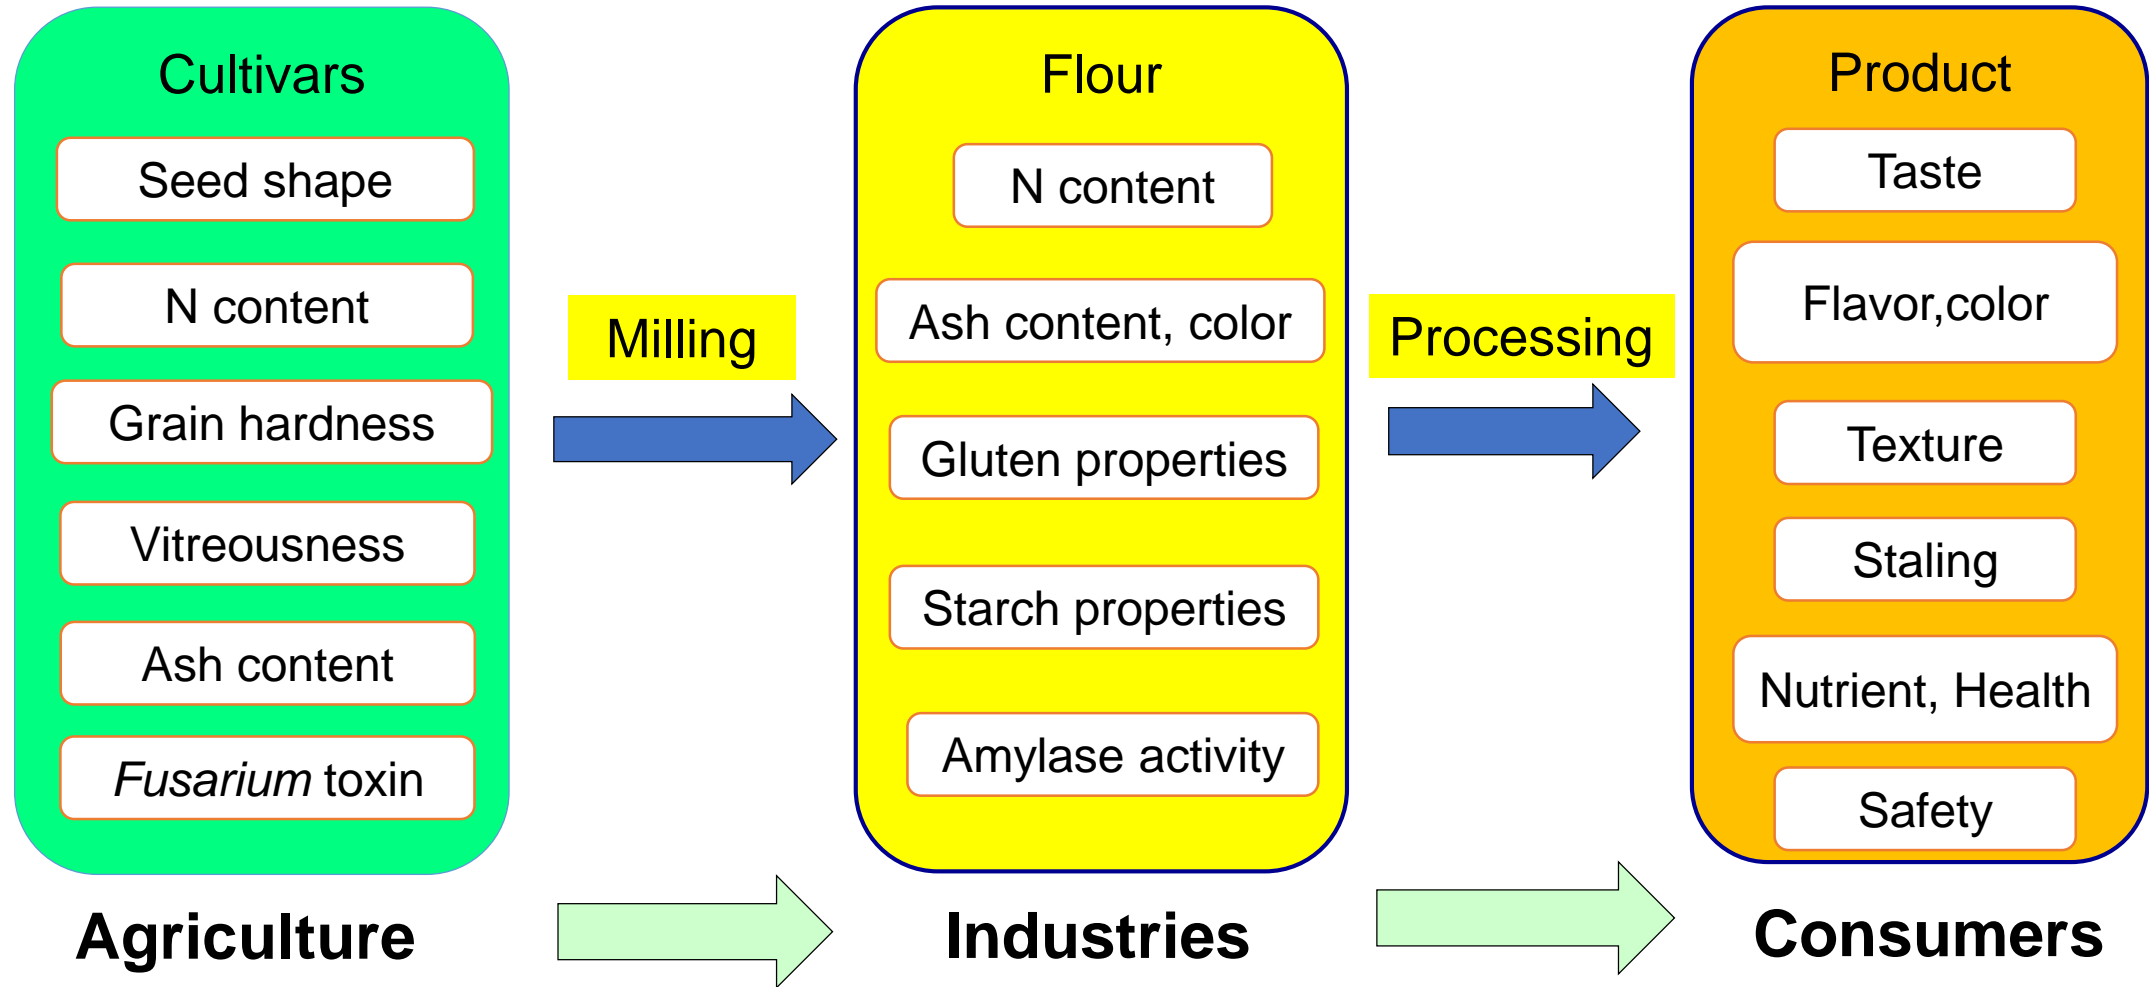 Cultivars
Seed shape
N content
Grain hardness
Vitreousness
Ash content
Fusarium toxin
Agriculture
Milling
Flour
N content
Ash content, color
Gluten properties
Starch properties
Amylase activity
Industries
Processing
Product
Taste
Flavor,color
Texture
Staling
Nutrient, Health
Safety
Consumers